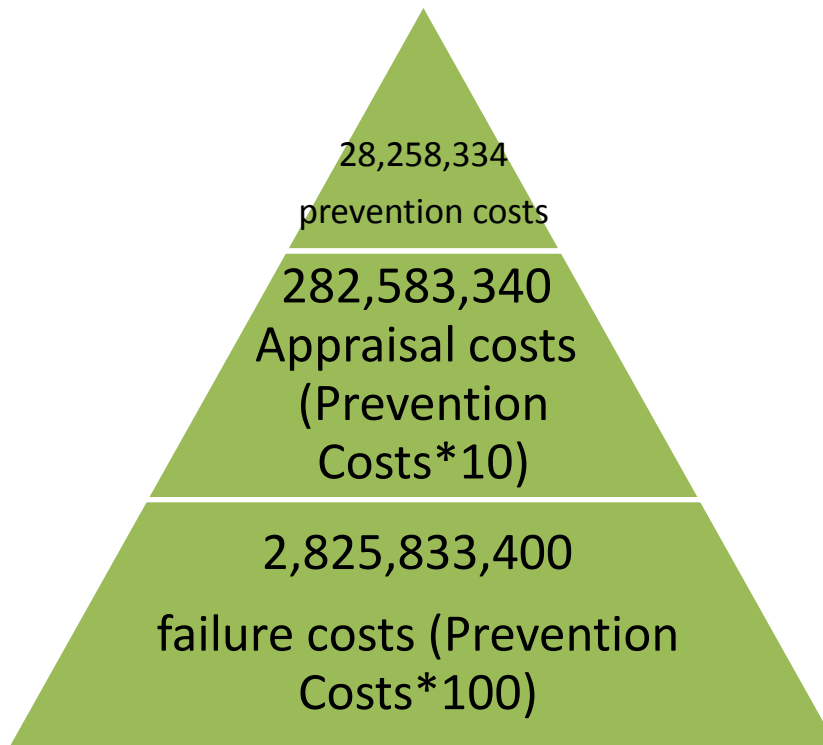 28,258,334
prevention costs
282,583,340
Appraisal costs
(Prevention
Costs*10)
2,825,833,400
failure costs (Prevention
Costs*100)